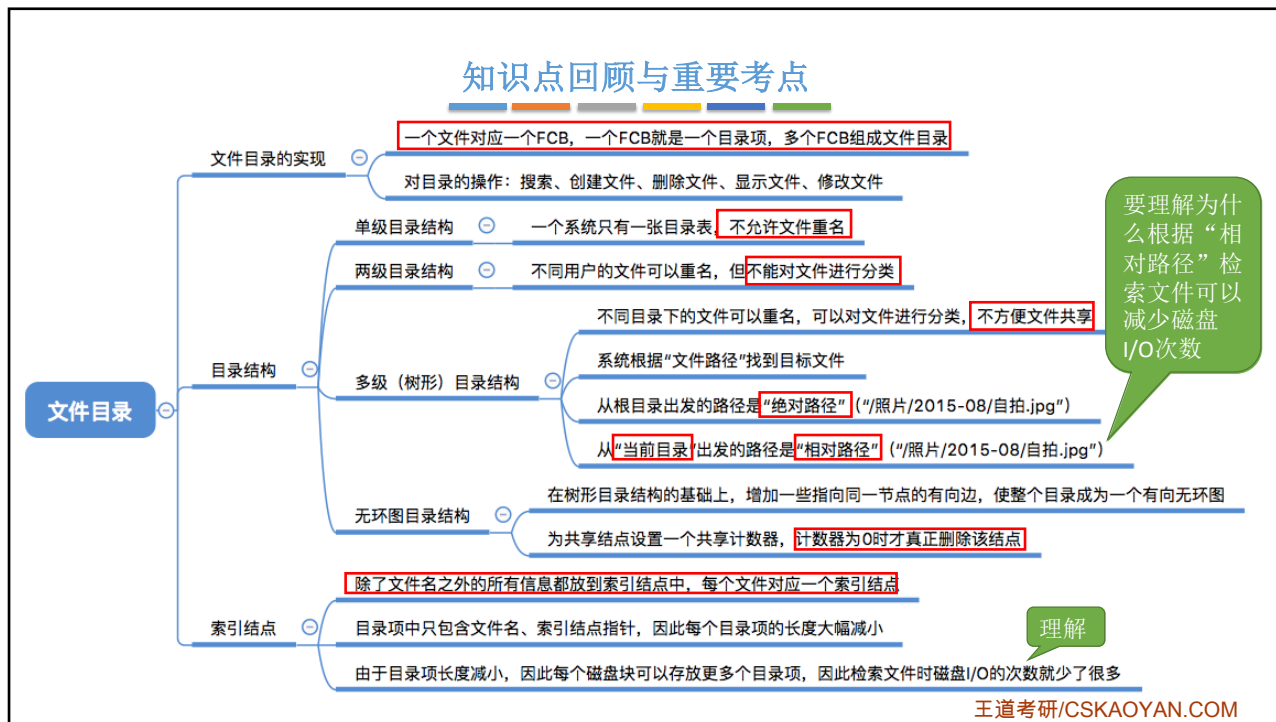 知识点回顾与重要考点
一个文件对应一个FCB，一个FCB就是一个目录项，多个FCB组成文件目录
文件目录的实现
对目录的操作：搜索、创建文件、删除文件、显示文件、修改文件
单级目录结构
一个系统只有一张目录表，不允许文件重名
两级目录结构
不同用户的文件可以重名，但不能对文件进行分类
不同目录下的文件可以重名，可以对文件进行分类，不方便文件共享
系统根据“文件路径”找到目标文件
目录结构
多级（树形）目录结构
文件目录
从根目录出发的路径是“绝对路径”（“/照片/2015-08/自拍.jpg”）
从“当前目录”出发的路径是“相对路径”（“/照片/2015-08/自拍.jpg”）
要理解为什
么根据“相
对路径”检
索文件可以
减少磁盘
I/O次数
在树形目录结构的基础上，增加一些指向同一节点的有向边，使整个目录成为一个有向无环图
无环图目录结构
为共享结点设置一个共享计数器，计数器为0时才真正删除该结点
除了文件名之外的所有信息都放到索引结点中，每个文件对应一个索引结点
索引结点
目录项中只包含文件名、索引结点指针，因此每个目录项的长度大幅减小
理解
由于目录项长度减小，因此每个磁盘块可以存放更多个目录项，因此检索文件时磁盘I/O的次数就少了很多
王道考研/CSKAOYAN.COM